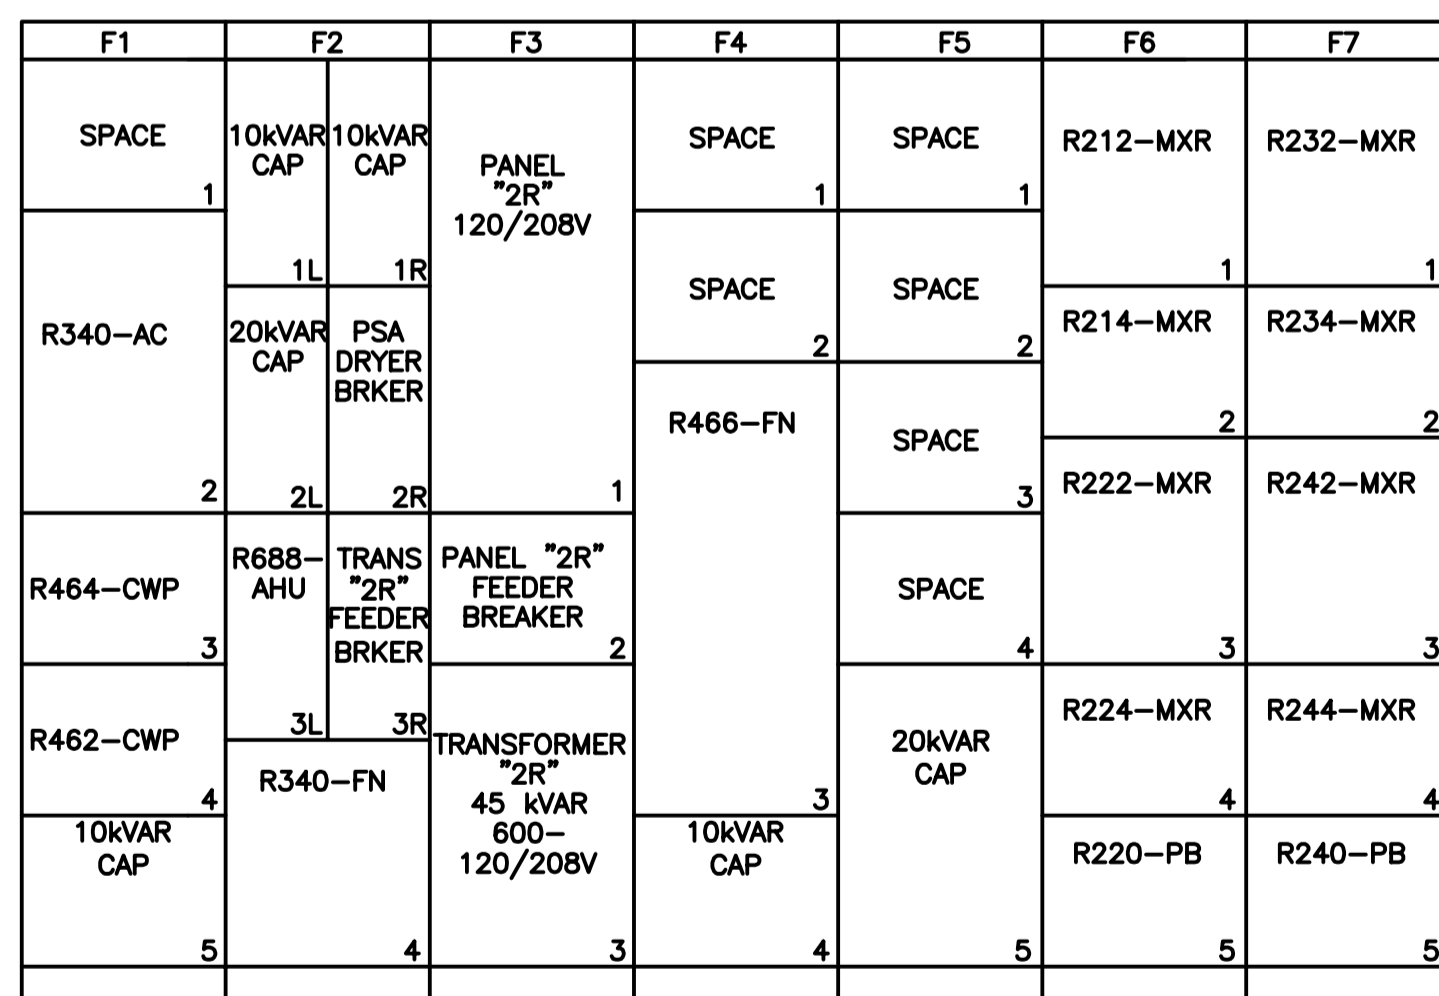 F1
F2
F3
F4
F5
F6
F7
SPACE
1
R340-AC
2
R464-CWP
3
R462-CWP
4
10kVAR
CAP
5
10kVAR
CAP
1L
10kVAR
CAP
1R
20kVAR
CAP
2L
PSA
DRYER
BRKER
2R
R688-
AHU
3L
TRANS
"2R"
FEEDER
BRKER
3R
R340-FN
4
PANEL
"2R"
120/208V
1
PANEL "2R"
FEEDER
BREAKER
2
TRANSFORMER
"2R"
45 kVAR
600-
120/208V
3
SPACE
1
SPACE
2
R466-FN
3
10kVAR
CAP
4
SPACE
1
SPACE
2
SPACE
3
SPACE
4
20kVAR
CAP
5
R212-MXR
1
R214-MXR
2
R222-MXR
3
R224-MXR
4
R220-PB
5
R232-MXR
1
R234-MXR
2
R242-MXR
3
R244-MXR
4
R240-PB
5